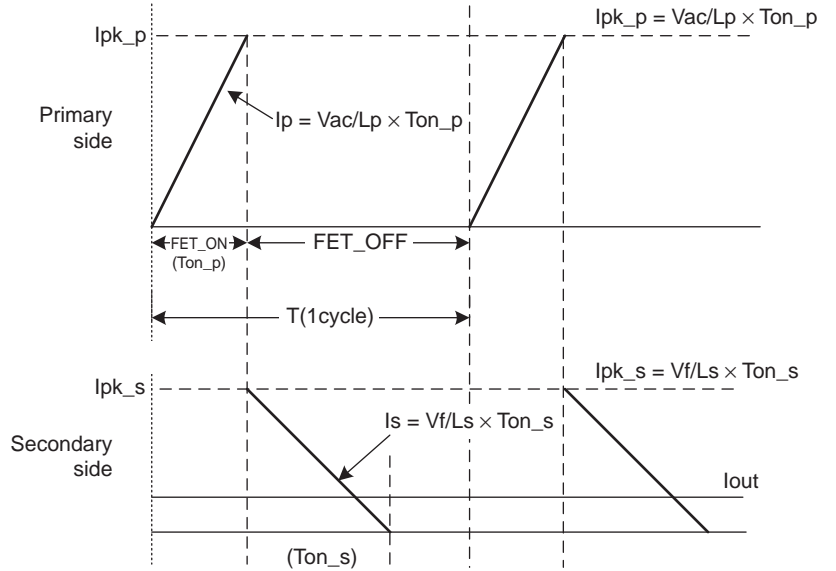 Ipk_p
Ipk_p = Vac/Lp × Ton_p
Primary
side
Ip = Vac/Lp × Ton_p
FET_ON
(Ton_p)
FET_OFF
T(1cycle)
Ipk_s
Ipk_s = Vf/Ls × Ton_s
Is = Vf/Ls × Ton_s
Secondary
side
Iout
(Ton_s)